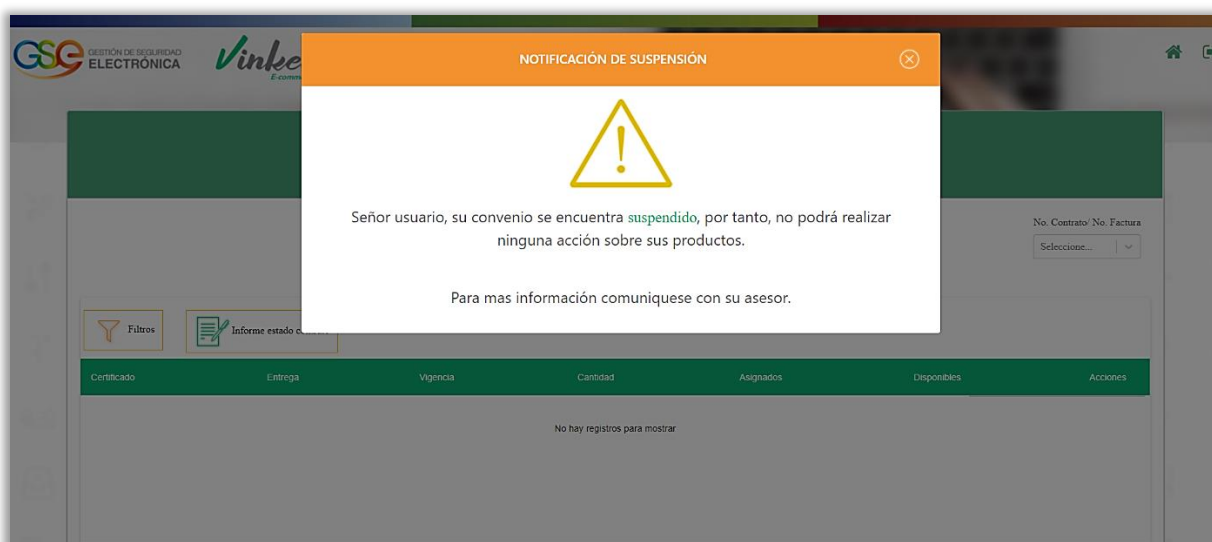 GSE GESTIÓN DE SEGURIDAD
ELECTRÓNICA
NOTIFICACIÓN DE SUSPENSIÓN
!
Señor usuario, su convenio se encuentra suspendido, por tanto, no podrá realizar
ninguna acción sobre sus productos.
Para mas información comuniquese con su asesor.
No. Contrato/ No. Factura
Seleccione...
Filtros
Informe estado
Certificado Entrega Vigencia Cantidad Asignados Disponibles Acciones
No hay registros para mostrar